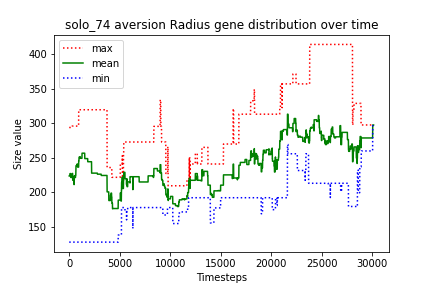 solo_74 aversion Radius gene distribution over time
max
mean
min
Size value
400
350
300
250
200
150
0 5000 10000 15000 20000 25000 30000
Timesteps